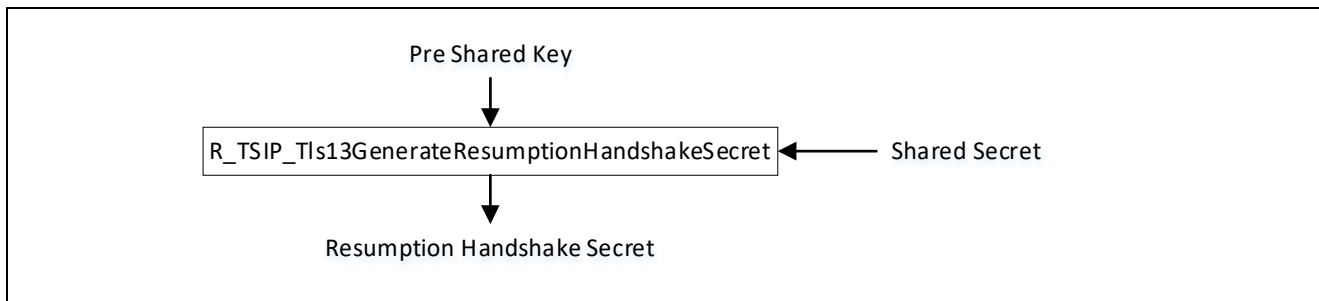 Pre Shared Key
R_TSIP_Tls13GenerateResumptionHandshakeSecret
Shared Secret
Resumption Handshake Secret